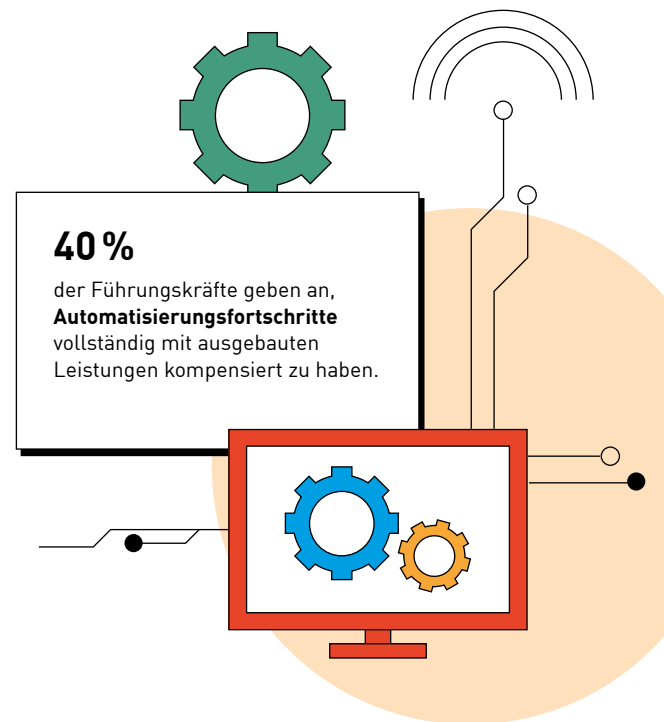 40 %
der Führungskräfte geben an,
Automatisierungsfortschritte
vollständig mit ausgebauten
Leistungen kompensiert zu haben.